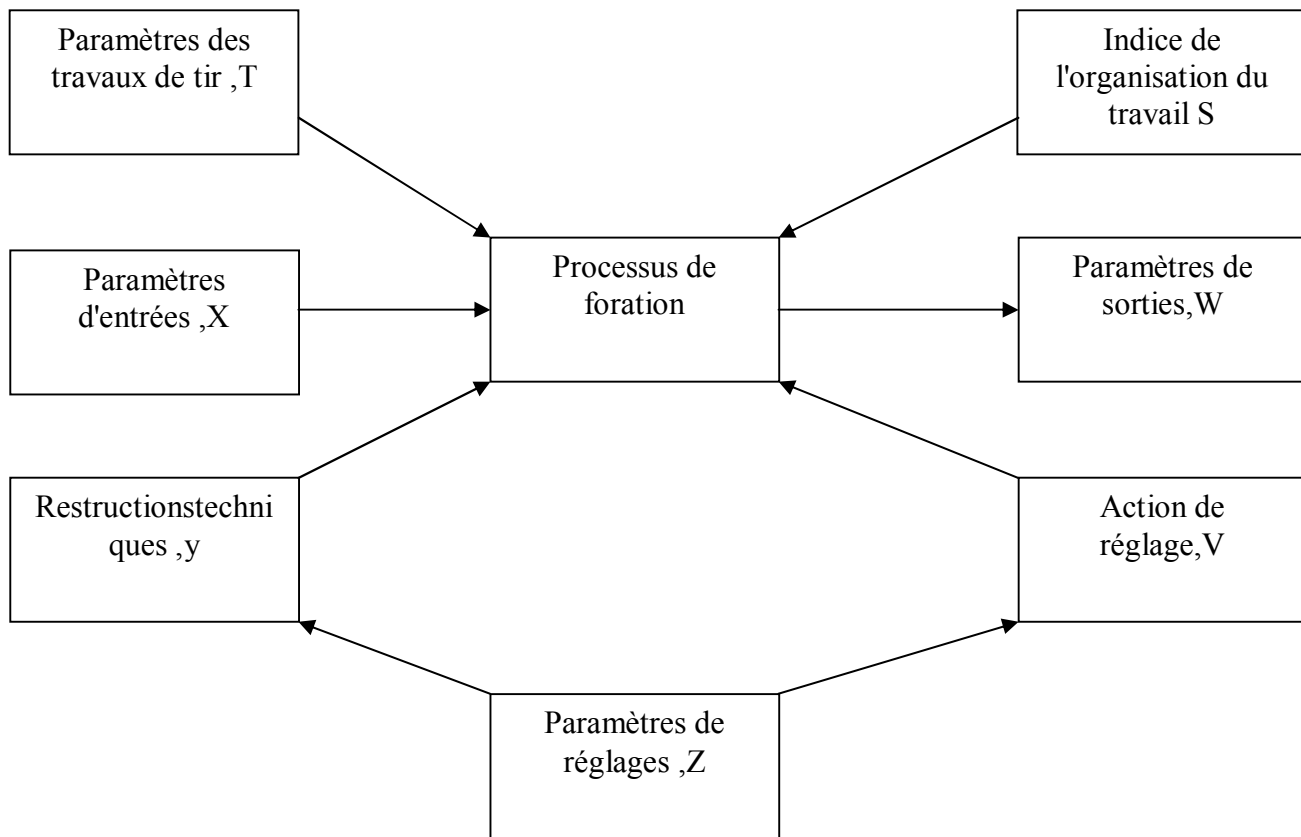 Paramètres des
travaux de tir ,T
Indice de
l'organisation du
travail S
Paramètres
d'entrées ,X
Processus de
foration
Paramètres de
sorties,W
Restructionstechni
ques ,y
Action de
réglage,V
Paramètres de
réglages ,Z